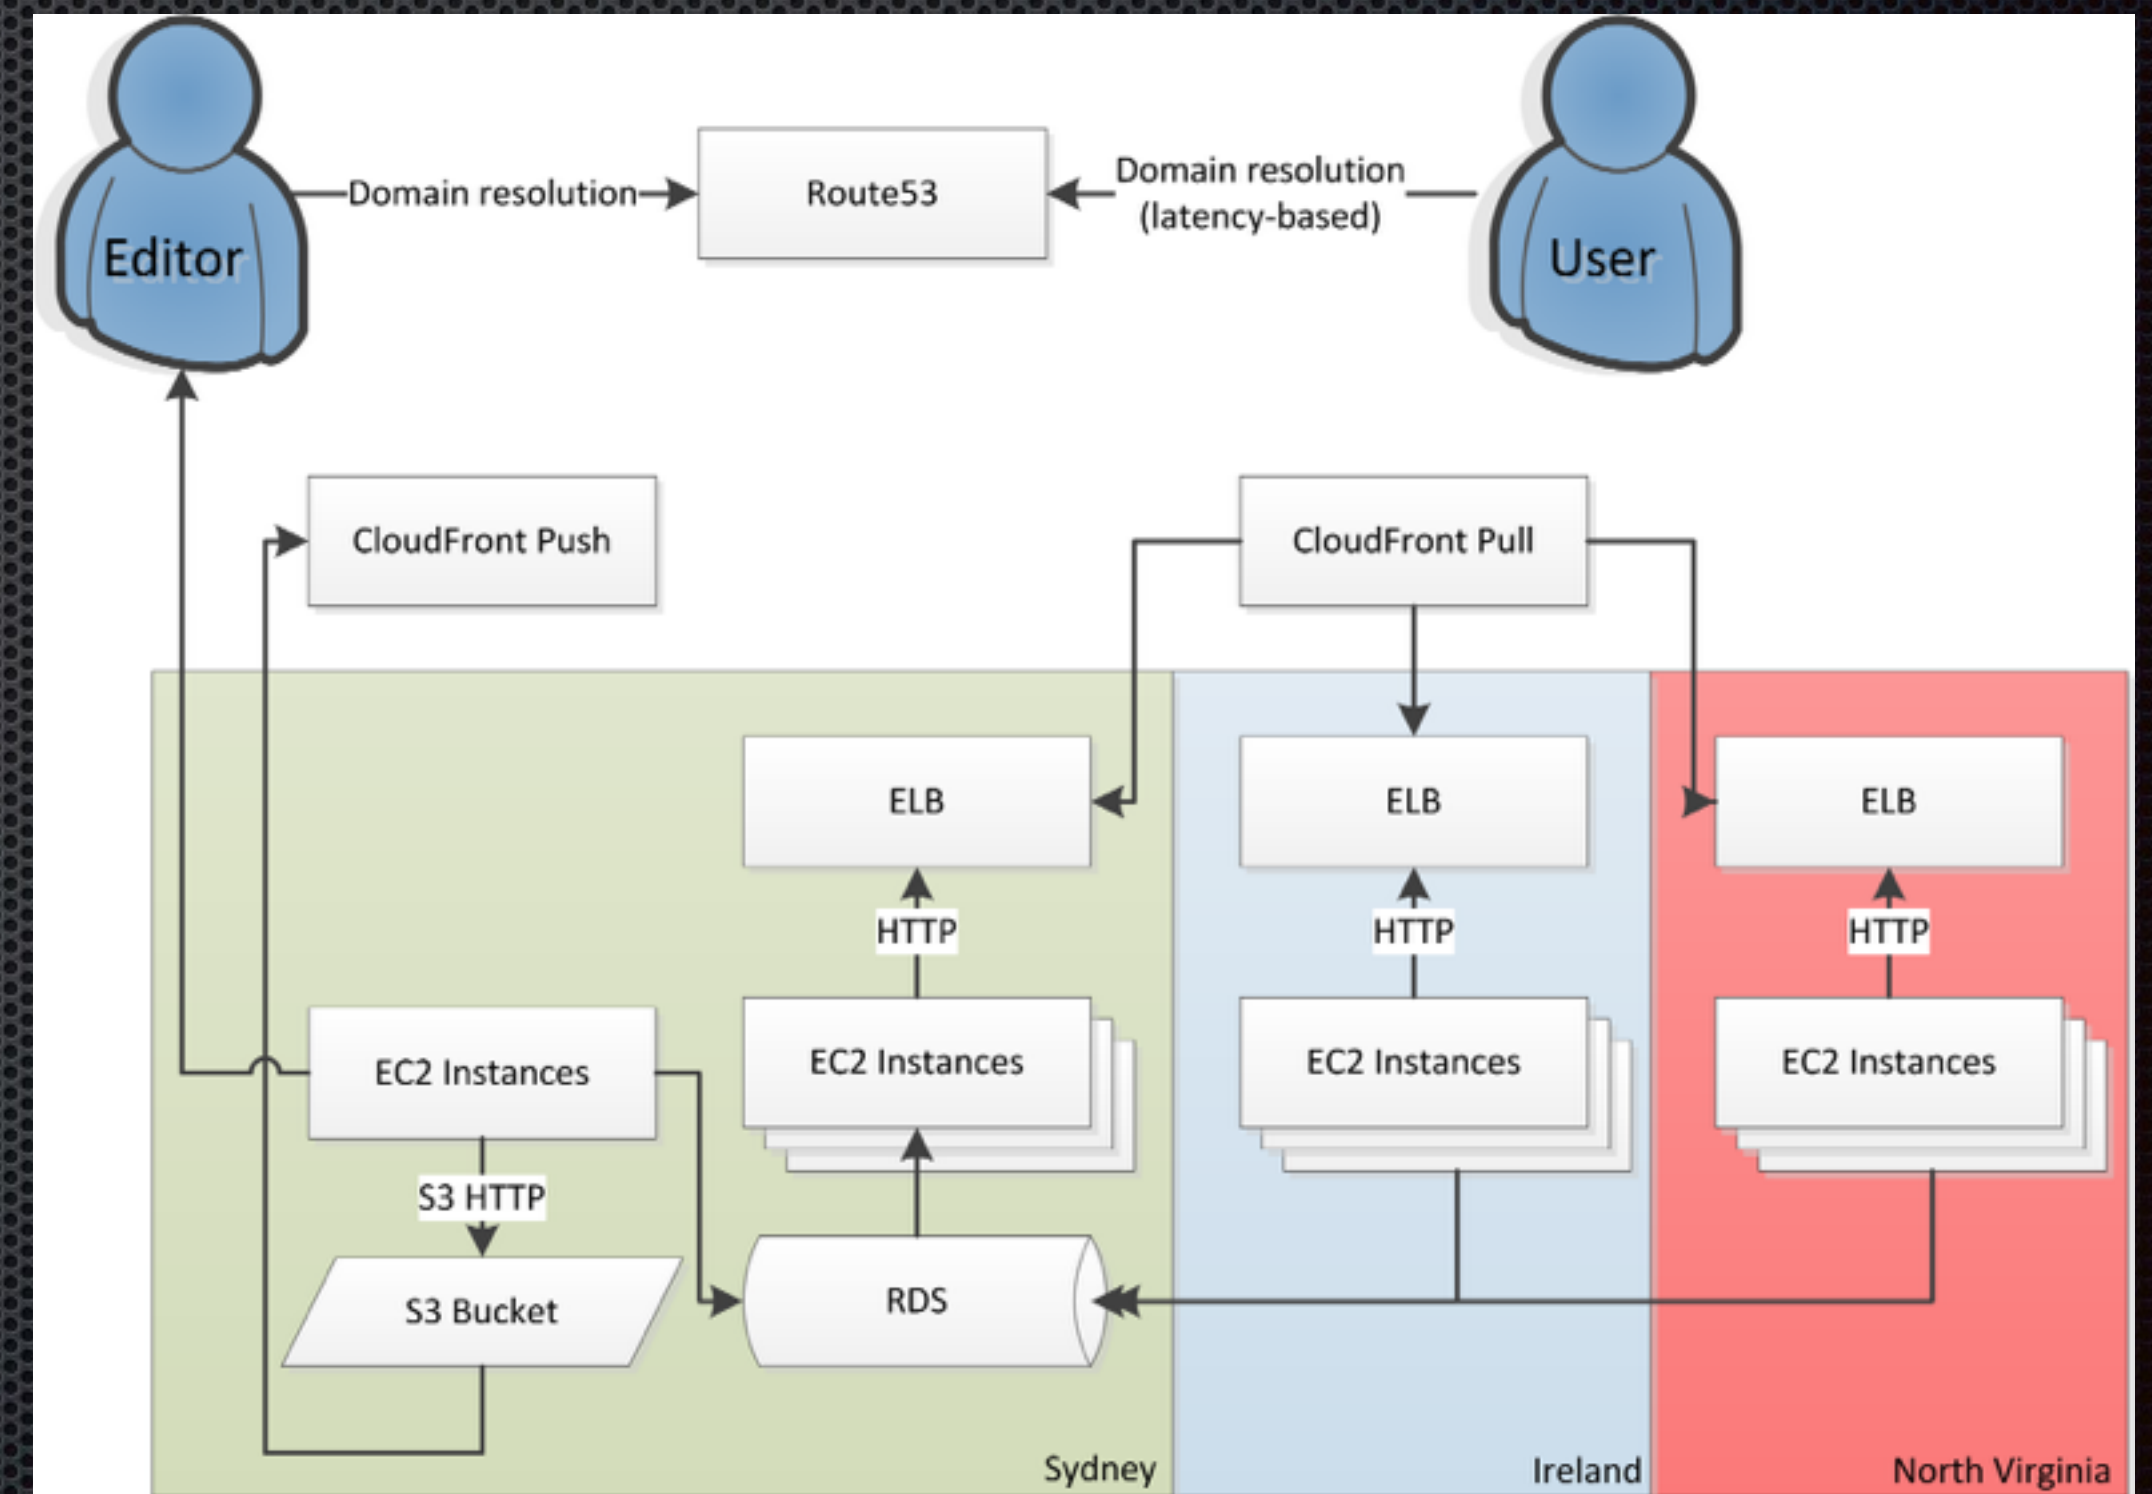 Editor
Domain resolution
Route53
Domain resolution
(latency-based)
User
CloudFront Push
CloudFront Pull
ELB
ELB
ELB
HTTP
HTTP
HTTP
EC2 Instances
EC2 Instances
EC2 Instances
EC2 Instances
S3 HTTP
S3 Bucket
RDS
Sydney
Ireland
North Virginia